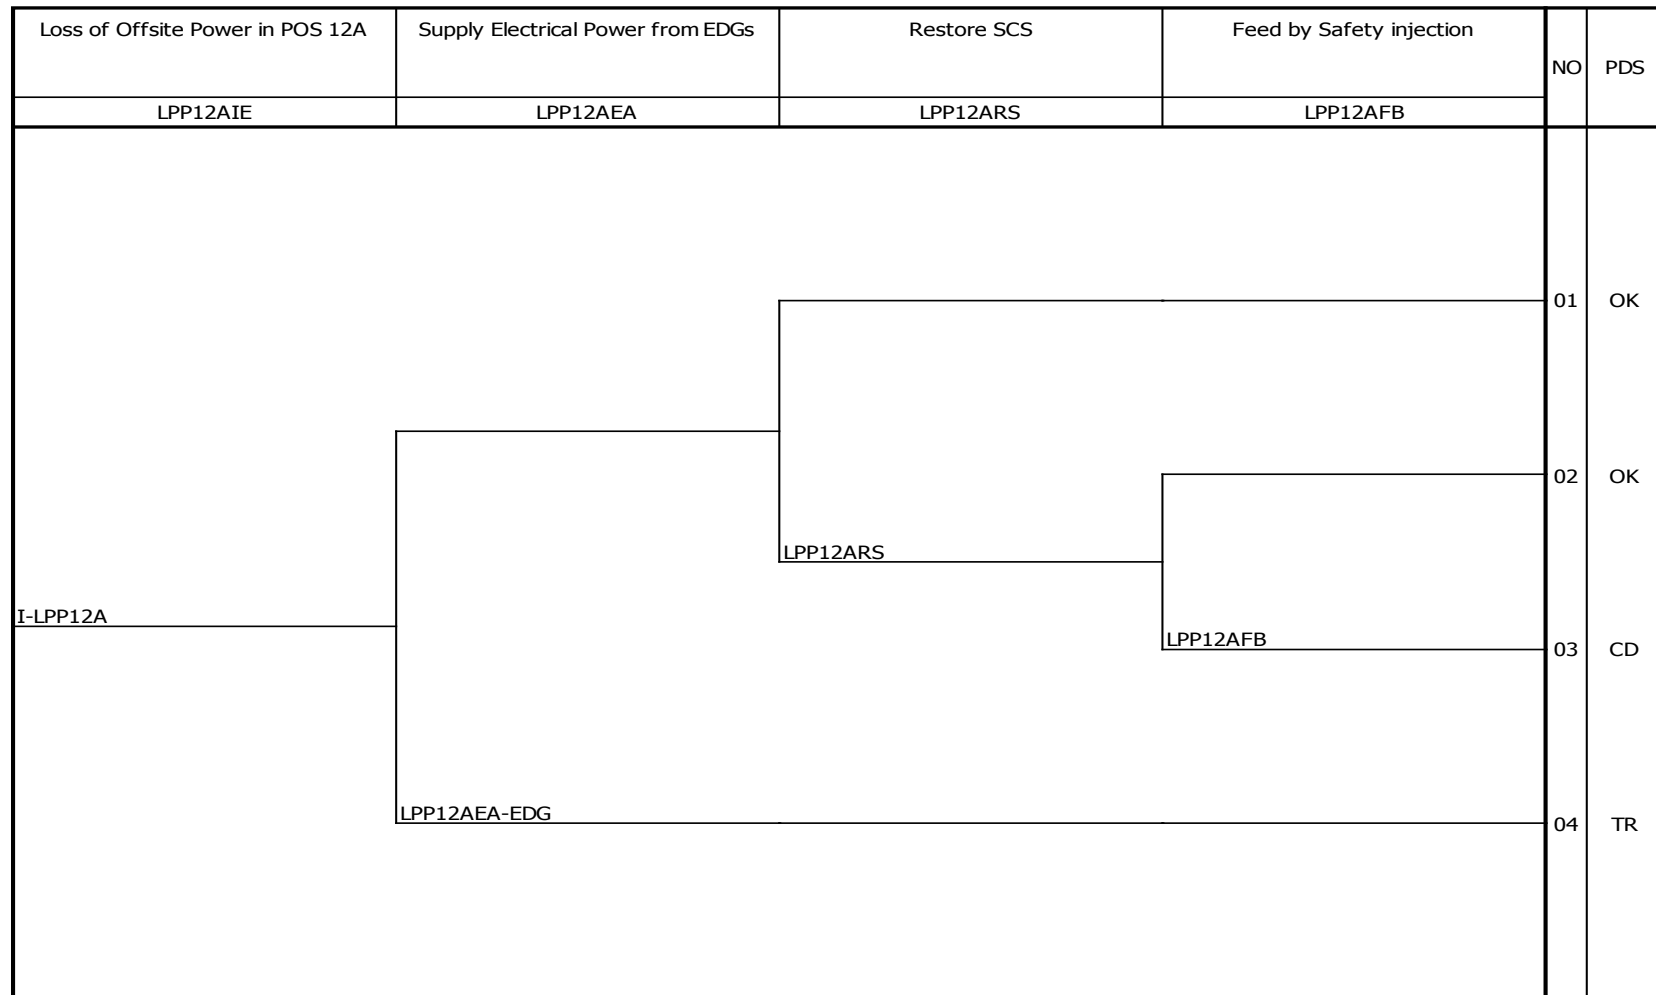 Loss of Offsite Power in POS 12A
Supply Electrical Power from EDGs
Restore SCS
Feed by Safety injection
NO
PDS
LPP12AIE
LPP12AEA
LPP12ARS
LPP12AFB
01
OK
02
OK
LPP12ARS
I-LPP12A
LPP12AFB
03
CD
LPP12AEA-EDG
04
TR